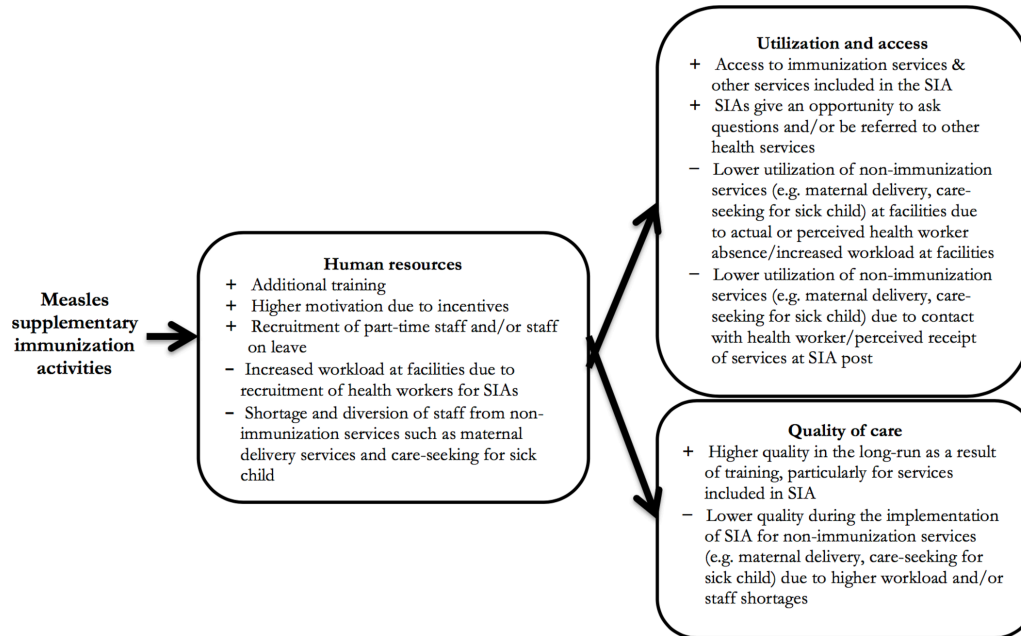 Measles
supplementary
immunization
activities
Human resources
+ Additional training
+ Higher motivation due to incentives
+ Recruitment of part-time staff and/or staff
on leave
− Increased workload at facilities due to
recruitment of health workers for SIAs
− Shortage and diversion of staff from non-
immunization services such as maternal
delivery services and care-seeking for sick
child
Utilization and access
+ Access to immunization services &
other services included in the SIA
+ SIAs give an opportunity to ask
questions and/or be referred to other
health services
− Lower utilization of non-immunization
services (e.g. maternal delivery, care-
seeking for sick child) at facilities due
to actual or perceived health worker
absence/increased workload at facilities
− Lower utilization of non-immunization
services (e.g. maternal delivery, care-
seeking for sick child) due to contact
with health worker/perceived receipt
of services at SIA post
Quality of care
+ Higher quality in the long-run as a result
of training, particularly for services
included in SIA
− Lower quality during the implementation
of SIA for non-immunization services
(e.g. maternal delivery, care-seeking for
sick child) due to higher workload and/or
staff shortages